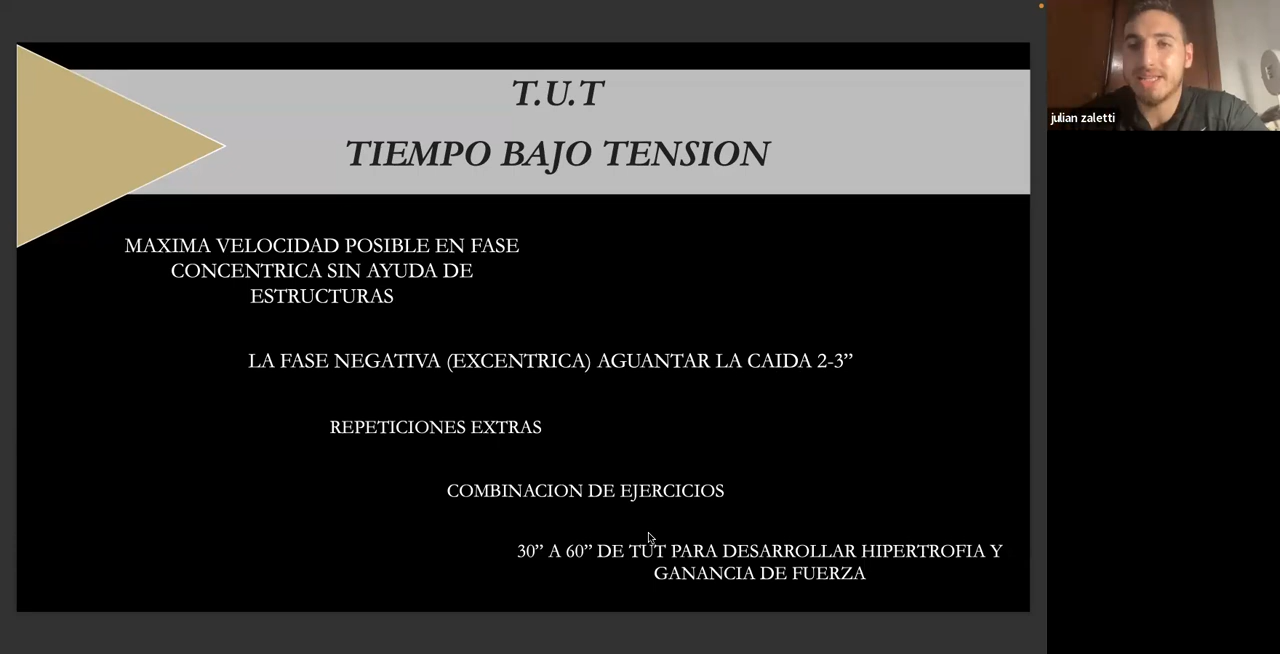 T.U.T
TIEMPO BAJO TENSION
julian zaletti
MAXIMA VELOCIDAD POSIBLE EN FASE
CONCENTRICA SIN AYUDA DE
ESTRUCTURAS
LA FASE NEGATIVA (EXCENTRICA) AGUANTAR LA CAIDA 2-3”
REPETICIONES EXTRAS
COMBINACION DE EJERCICIOS
30” A 60” DE TUT PARA DESARROLLAR HIPERTROFIA Y
GANANCIA DE FUERZA